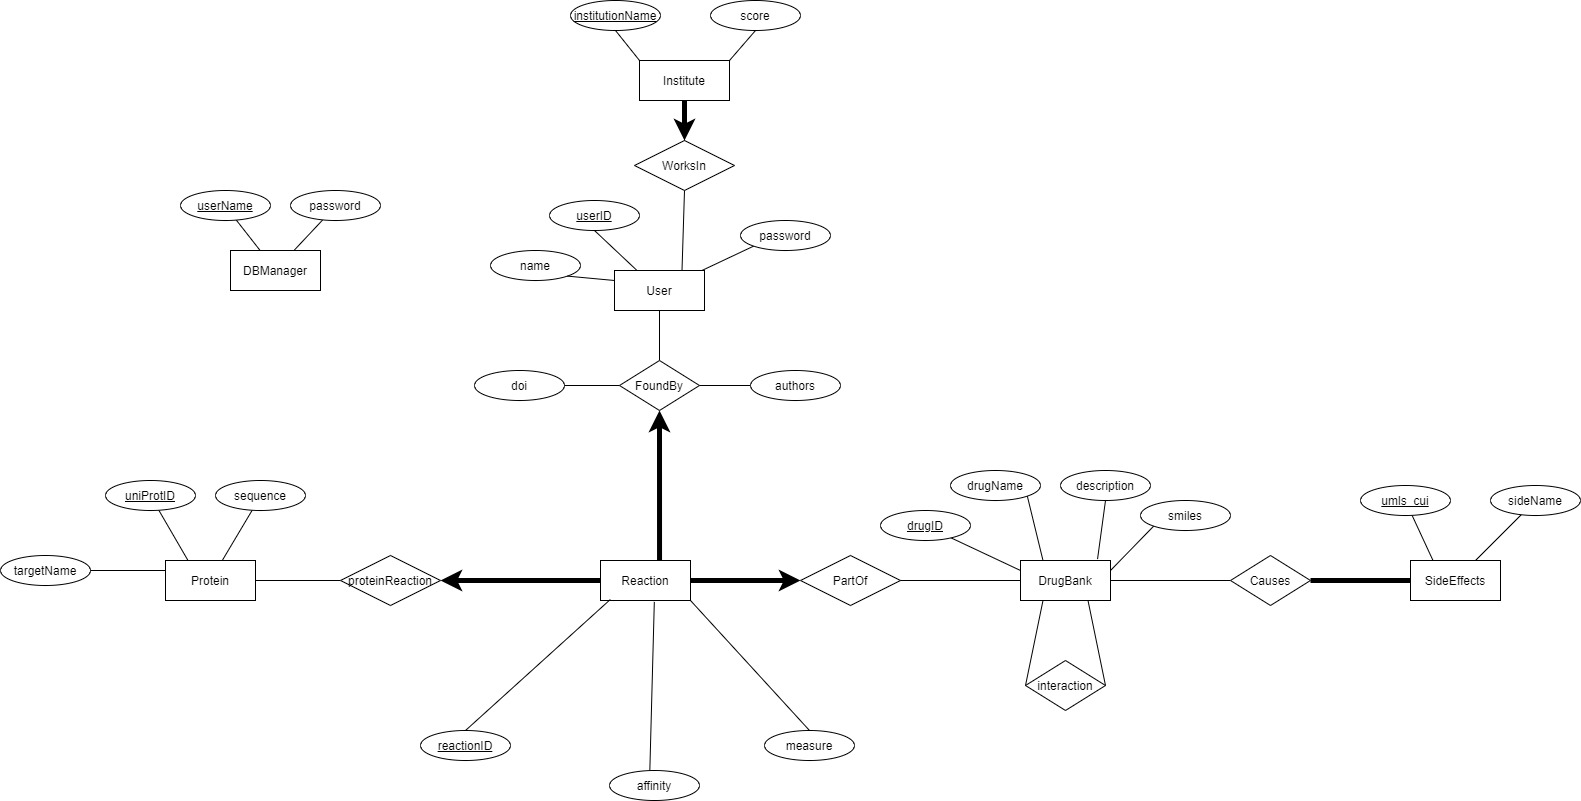 institutionName
score
Institute
WorksIn
userName
password
userID
password
name
DBManager
User
doi
FoundBy
authors
drugName
description
uniProtID
sequence
umls_cui
sideName
drugID
smiles
targetName
Protein
proteinReaction
Reaction
PartOf
DrugBank
Causes
SideEffects
interaction
reactionID
measure
affinity